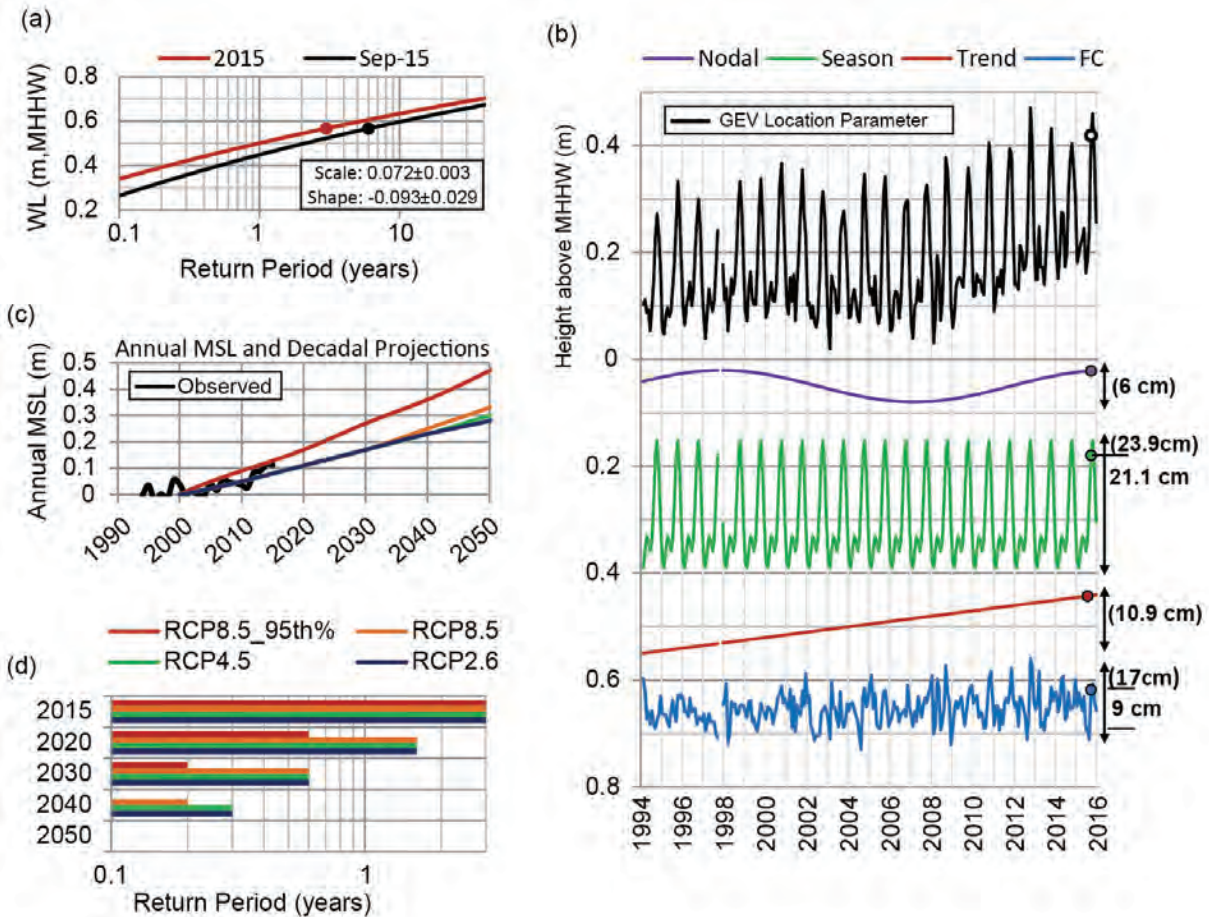 (a)
2015 Sep-15
WL (m,MHHW)
0.8
0.6
0.4
0.2
Scale: 0.072±0.003
Shape: -0.093±0.029
0.1 1 10
Return Period (years)
(b)
Nodal Season Trend FC
Height above MHHW (m)
GEV Location Parameter
0.4
0.2
0
(6 cm)
0.2
(23.9cm)
21.1 cm
0.4
(10.9 cm)
0.6
(17cm)
9 cm
0.8
1994 1996 1998 2000 2002 2004 2006 2008 2010 2012 2014 2016
(c)
Annual MSL and Decadal Projections
Annual MSL (m)
Observed
0.5
0.4
0.3
0.2
0.1
0
1990 2000 2010 2020 2030 2040 2050
RCP8.5_95th% RCP8.5
RCP4.5 RCP2.6
(d)
2015
2020
2030
2040
2050
0.1 1
Return Period (years)